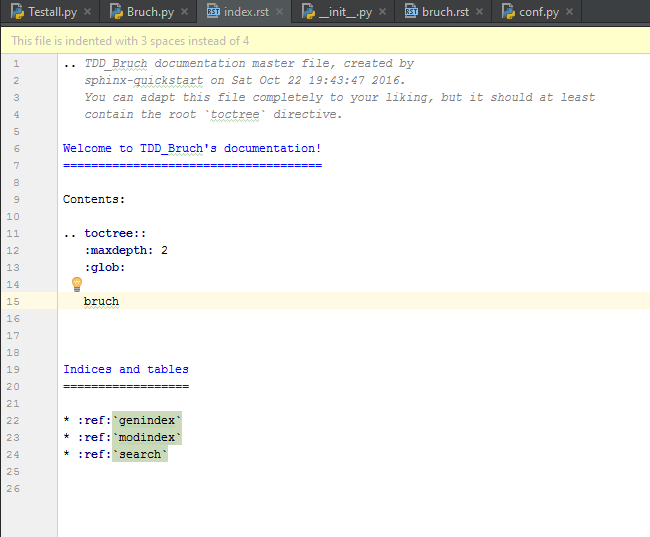 Testall.py Bruch.py index.rst __init__.py bruch.rst conf.py
This file is indented with 3 spaces instead of 4
1 .. TDD_Bruch documentation master file, created by
2 sphinx-quickstart on Sat Oct 22 19:43:47 2016.
3 You can adapt this file completely to your liking, but it should at least
4 contain the root `toctree` directive.
5
6 Welcome to TDD_Bruch's documentation!
7 =====================================
8
9 Contents:
10
11 .. toctree::
12 :maxdepth: 2
13 :glob:
14
15 bruch
16
17
18
19 Indices and tables
20 ==================
21
22 * :ref:`genindex`
23 * :ref:`modindex`
24 * :ref:`search`
25
26